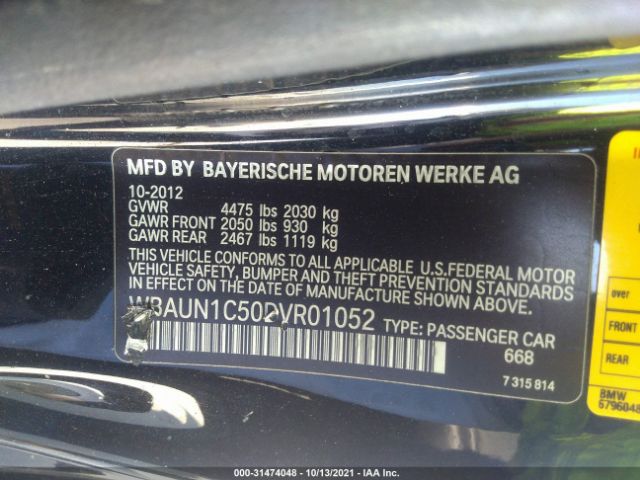 MFD BY BAYERISCHE MOTOREN WERKE AG
10-2012
GVWR 4475 lbs 2030 kg
GAWR FRONT 2050 lbs 930 kg
GAWR REAR 2467 lbs 1119 kg
THIS VEHICLE CONFORMS TO ALL APPLICABLE U.S.FEDERAL MOTOR
VEHICLE SAFETY, BUMPER AND THEFT PREVENTION STANDARDS
IN EFFECT ON THE DATE OF MANUFACTURE SHOWN ABOVE.
WBAUN1C50DVR01052 TYPE: PASSENGER CAR
668
7 315 814
over
FRONT
REAR
BMW
6796048
000-31474048 - 10/13/2021 - IAA Inc.